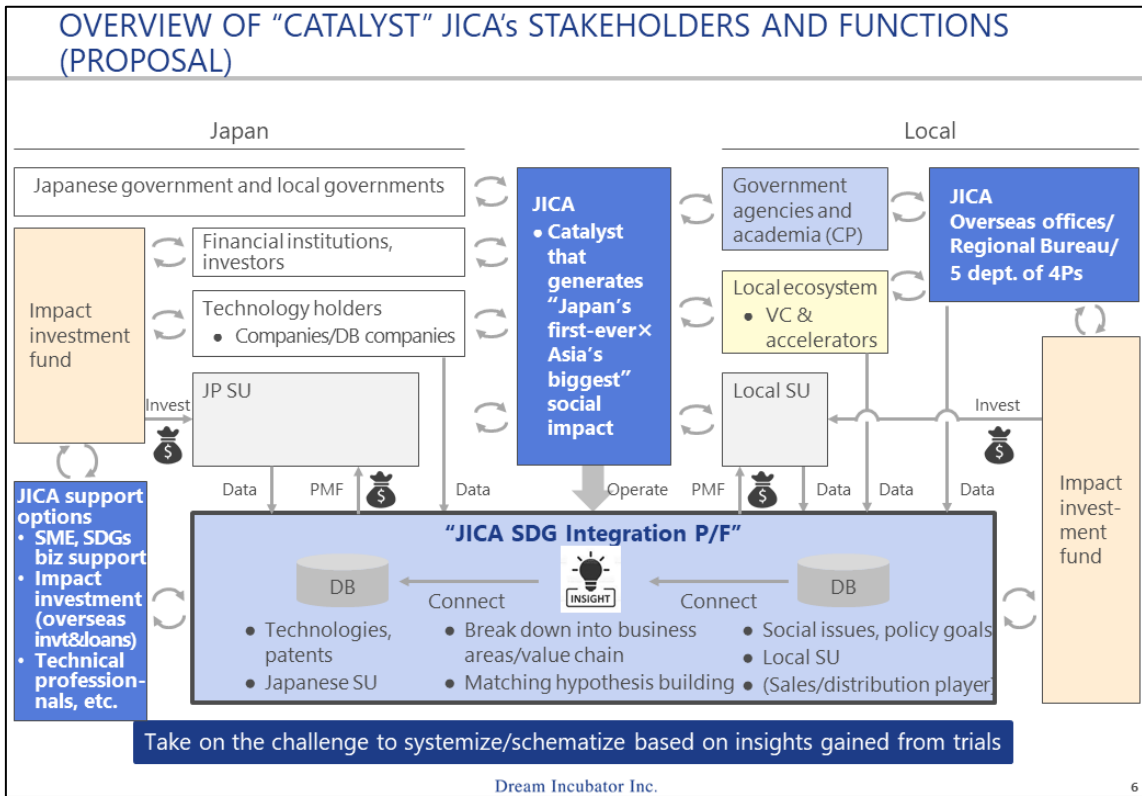 OVERVIEW OF “CATALYST” JICA’s STAKEHOLDERS AND FUNCTIONS
(PROPOSAL)
Japan
Local
Japanese government and local governments
Financial institutions,
investors
Impact
investment
fund
Technology holders
● Companies/DB companies
JP SU
Invest
$
JICA
● Catalyst
that
generates
“Japan’s
first-ever×
Asia’s
biggest”
social
impact
Government
agencies and
academia (CP)
JICA
Overseas offices/
Regional Bureau/
5 dept. of 4Ps
Local ecosystem
● VC &
accelerators
Local SU
Invest
$
Impact
invest-
ment
fund
JICA support
options
• SME, SDGs
biz support
• Impact
investment
(overseas
invt&loans)
• Technical
profession-
nals, etc.
Data
PMF
$
Data
Operate
PMF
$
Data
Data
Data
“JICA SDG Integration P/F”
DB
Connect
INSIGHT
Connect
DB
● Technologies,
patents
● Japanese SU
● Break down into business
areas/value chain
● Matching hypothesis building
● Social issues, policy goals
● Local SU
● (Sales/distribution player)
Take on the challenge to systemize/schematize based on insights gained from trials
Dream Incubator Inc.
6